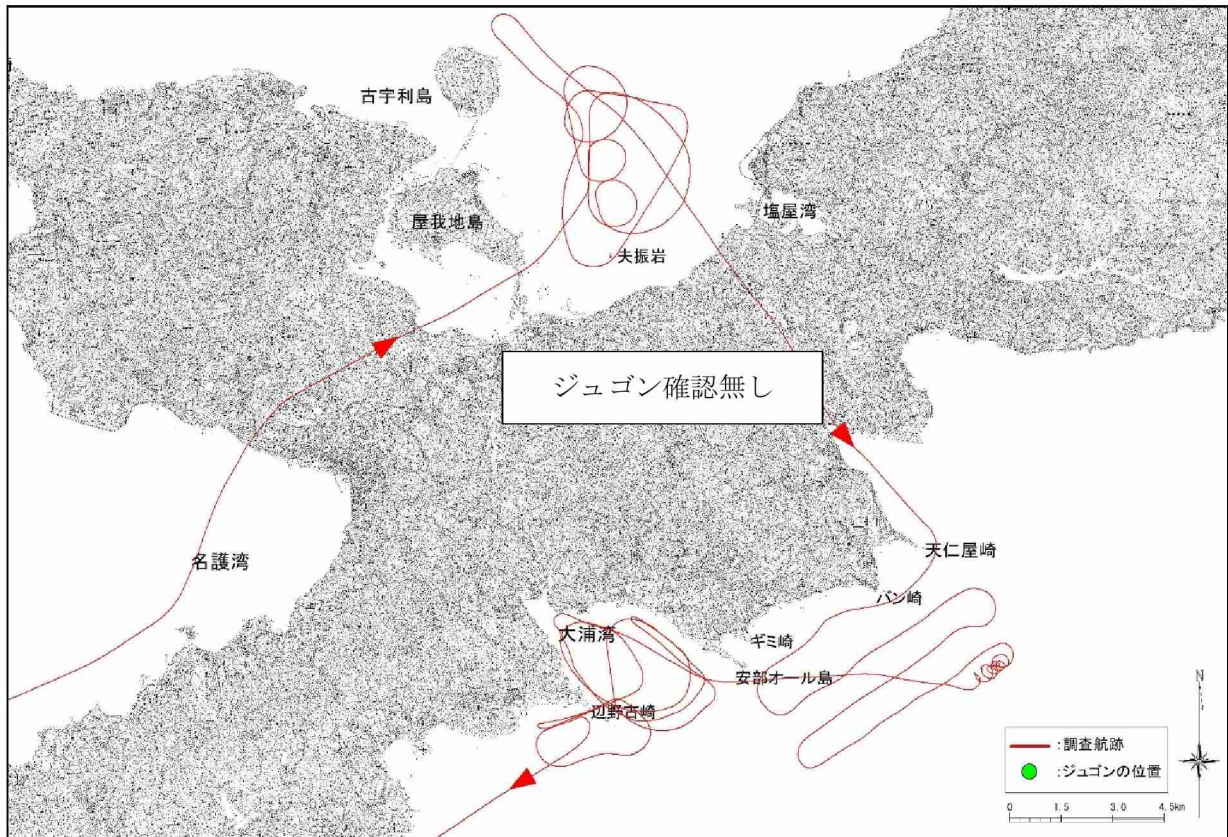 古宇利島
屋我地島
塩屋湾
夫振岩
ジュゴン確認無し
名護湾
天仁屋崎
バン崎
大浦湾
ギミ崎
安部オール島
辺野古崎
N
:調査航跡
:ジュゴンの位置
0 1.5 3.0 4.5km